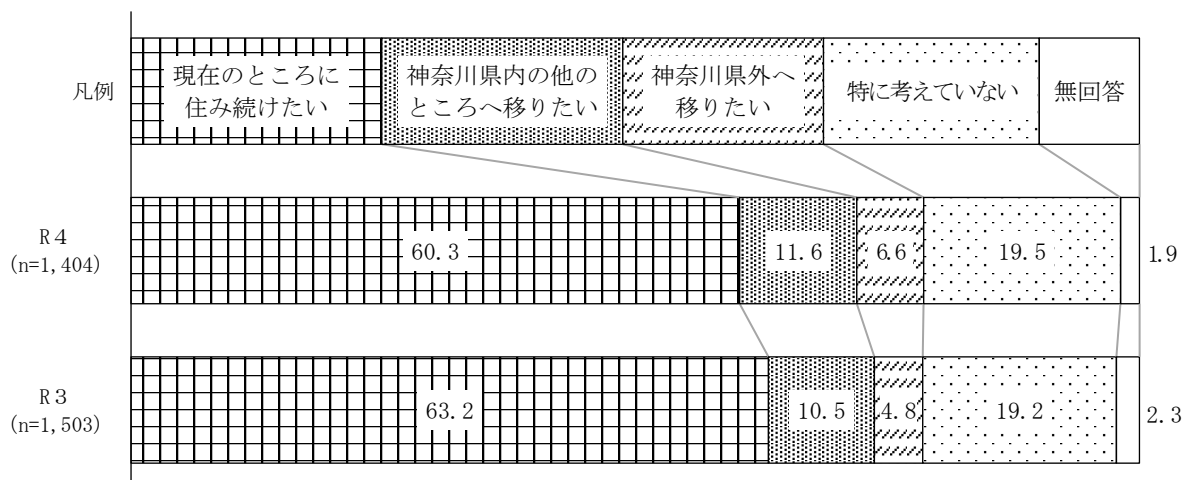 凡例
現在のところに
住み続けたい
神奈川県内の他の
ところへ移りたい
神奈川県外へ
移りたい
特に考えていない
無回答
R4
(n=1,404)
60.3
11.6
6.6
19.5
1.9
R3
(n=1,503)
63.2
10.5
4.8
19.2
2.3